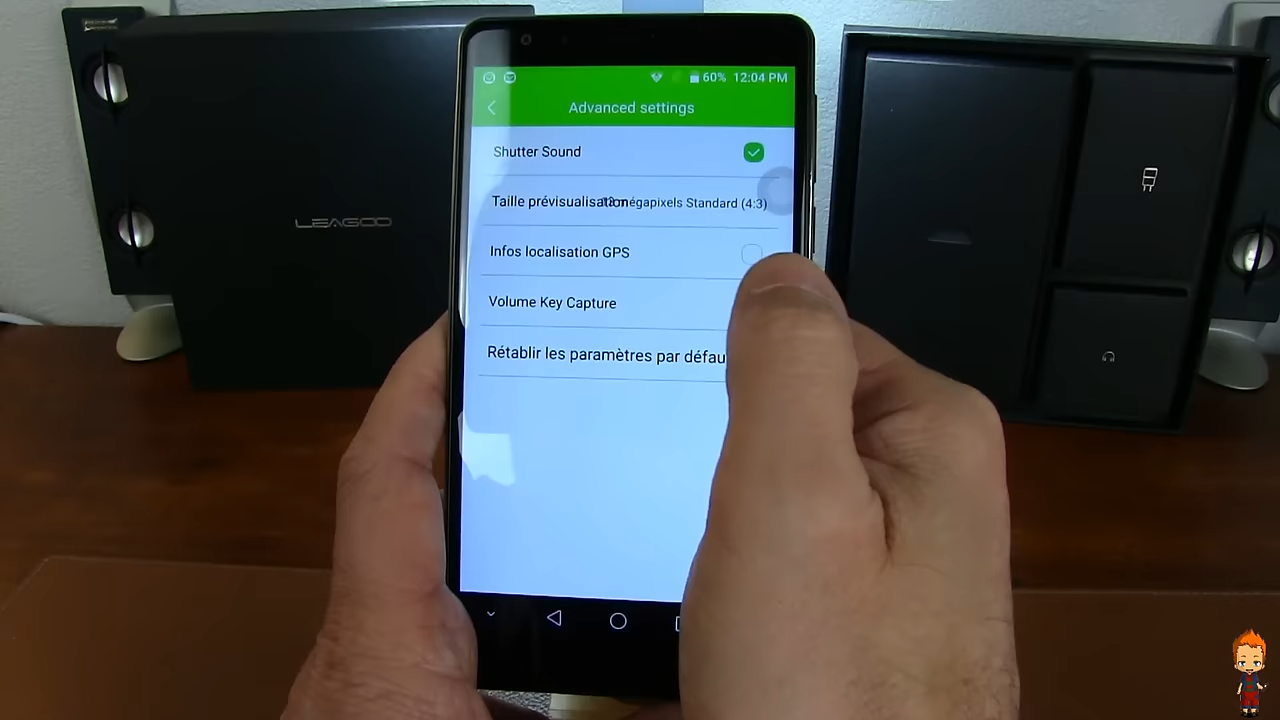 60% 12:04 PM
Advanced settings
Shutter Sound
Taille prévisualisation mégapixels Standard (4:3)
Infos localisation GPS
Volume Key Capture
Rétablir les paramètres par défau
LEAGOO